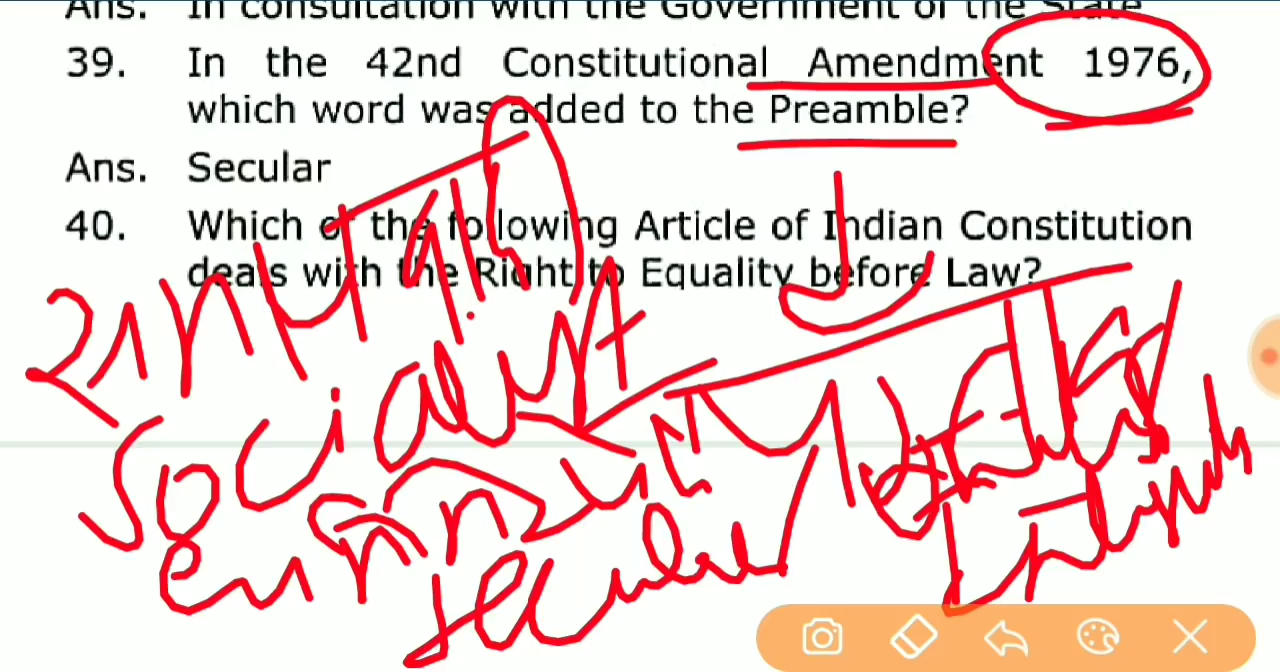 Ans. In consultation with the Government of the State
39. In the 42nd Constitutional Amendment 1976,
which word was added to the Preamble?
Ans. Secular
40. Which of the following Article of Indian Constitution
deals with the Right to Equality before Law?
socialist
secular